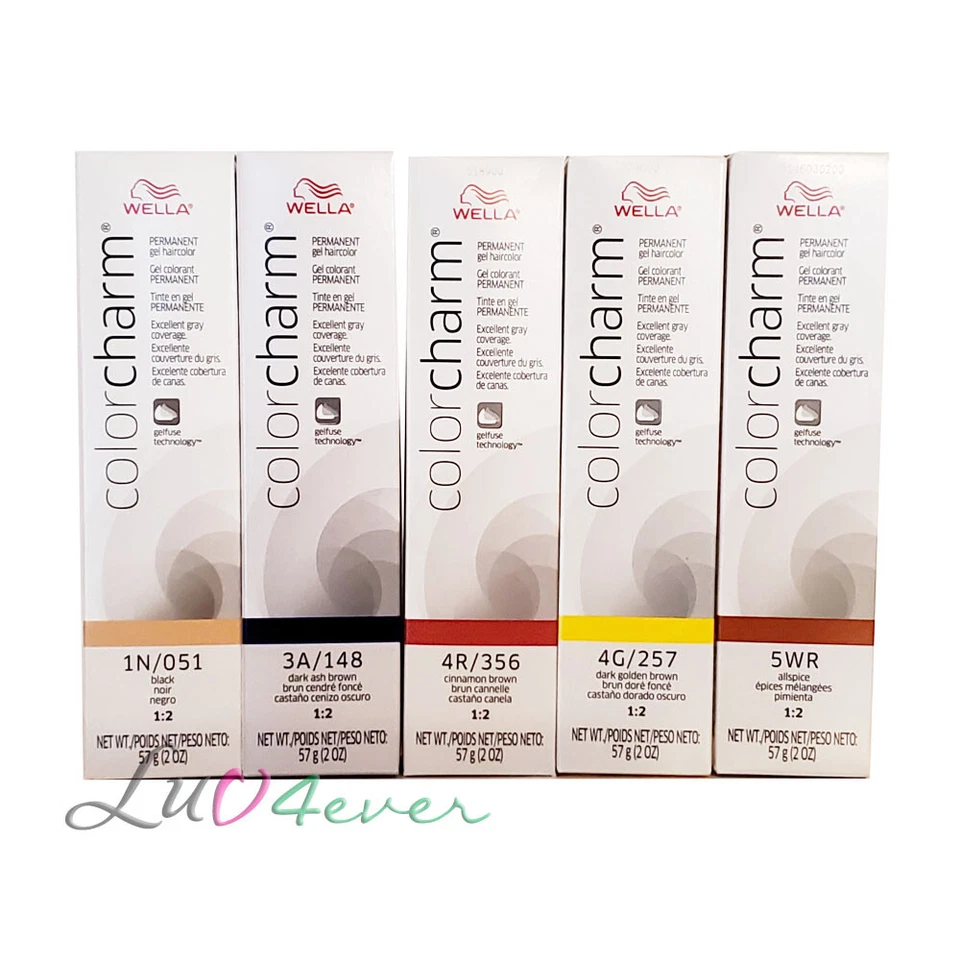 WELLA®
colorcharm®
PERMANENT
gel haircolor
Gel colorant
PERMANENT
Tinte en gel
PERMANENTE
Excellent gray
coverage.
Excellente
couverture du gris.
Excelente cobertura
de canas.
gelfuse
technology™
1N/051
black
noir
negro
1:2
NET WT./POIDS NET/PESO NETO:
57 g (2 OZ)
WELLA®
colorcharm®
PERMANENT
gel haircolor
Gel colorant
PERMANENT
Tinte en gel
PERMANENTE
Excellent gray
coverage.
Excellente
couverture du gris.
Excelente cobertura
de canas.
gelfuse
technology™
3A/148
dark ash brown
brun cendré foncé
castaño cenizo oscuro
1:2
NET WT./POIDS NET/PESO NETO:
57 g (2 OZ)
WELLA®
colorcharm®
PERMANENT
gel haircolor
Gel colorant
PERMANENT
Tinte en gel
PERMANENTE
Excellent gray
coverage.
Excellente
couverture du gris.
Excelente cobertura
de canas.
gelfuse
technology™
4R/356
cinnamon brown
brun cannelle
castaño canela
1:2
NET WT./POIDS NET/PESO NETO:
57 g (2 OZ)
WELLA®
colorcharm®
PERMANENT
gel haircolor
Gel colorant
PERMANENT
Tinte en gel
PERMANENTE
Excellent gray
coverage.
Excellente
couverture du gris.
Excelente cobertura
de canas.
gelfuse
technology™
4G/257
dark golden brown
brun doré foncé
castaño dorado oscuro
1:2
NET WT./POIDS NET/PESO NETO:
57 g (2 OZ)
WELLA®
colorcharm®
PERMANENT
gel haircolor
Gel colorant
PERMANENT
Tinte en gel
PERMANENTE
Excellent gray
coverage.
Excellente
couverture du gris.
Excelente cobertura
de canas.
gelfuse
technology™
5WR
allspice
épices mélangées
pimienta
1:2
NET WT./POIDS NET/PESO NETO:
57 g (2 OZ)
LuV4ever